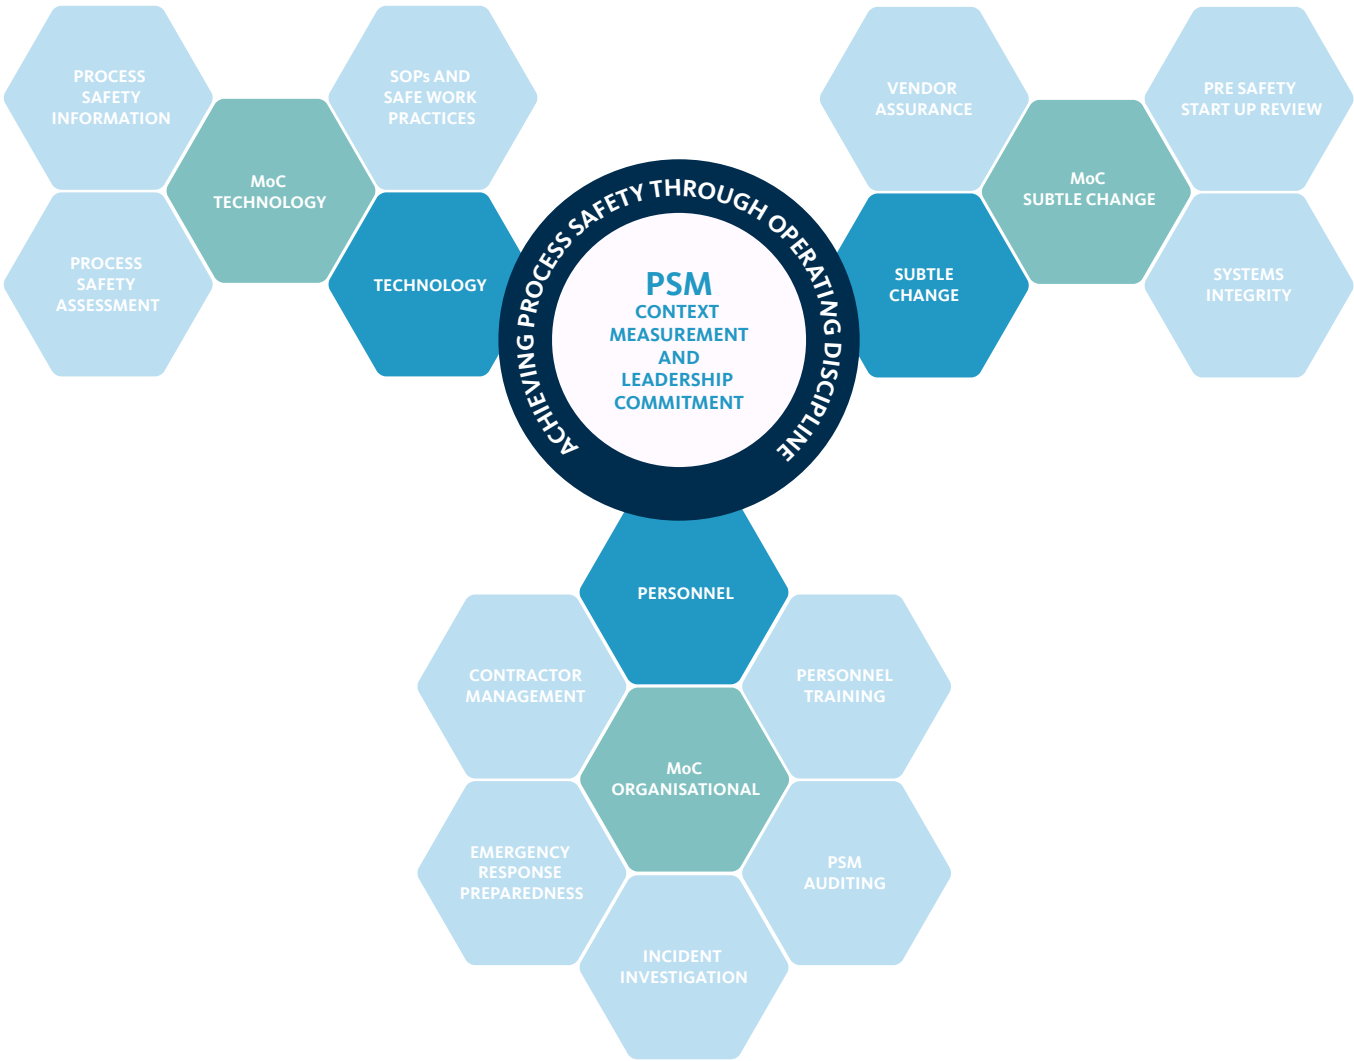 PROCESS
SAFETY
INFORMATION
SOPs AND
SAFE WORK
PRACTICES
MoC
TECHNOLOGY
PROCESS
SAFETY
ASSESSMENT
TECHNOLOGY
ACHIEVING PROCESS SAFETY THROUGH OPERATING DISCIPLINE
PSM
CONTEXT
MEASUREMENT
AND
LEADERSHIP
COMMITMENT
VENDOR
ASSURANCE
PRE SAFETY
START UP REVIEW
MoC
SUBTLE CHANGE
SUBTLE
CHANGE
SYSTEMS
INTEGRITY
PERSONNEL
CONTRACTOR
MANAGEMENT
PERSONNEL
TRAINING
MoC
ORGANISATIONAL
EMERGENCY
RESPONSE
PREPAREDNESS
PSM
AUDITING
INCIDENT
INVESTIGATION